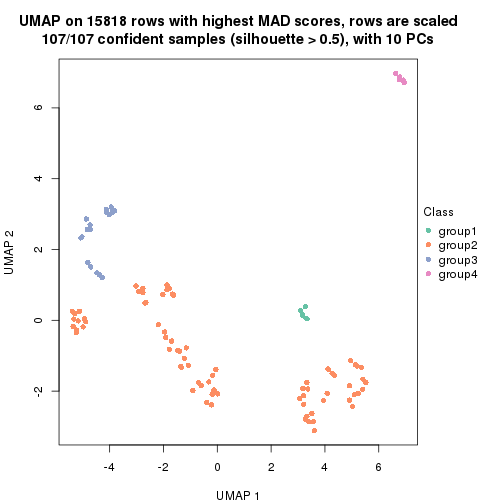 UMAP on 15818 rows with highest MAD scores, rows are scaled
107/107 confident samples (silhouette > 0.5), with 10 PCs
6
4
2
0
-2
UMAP 2
-4
-2
0
2
4
6
UMAP 1
Class
group1
group2
group3
group4